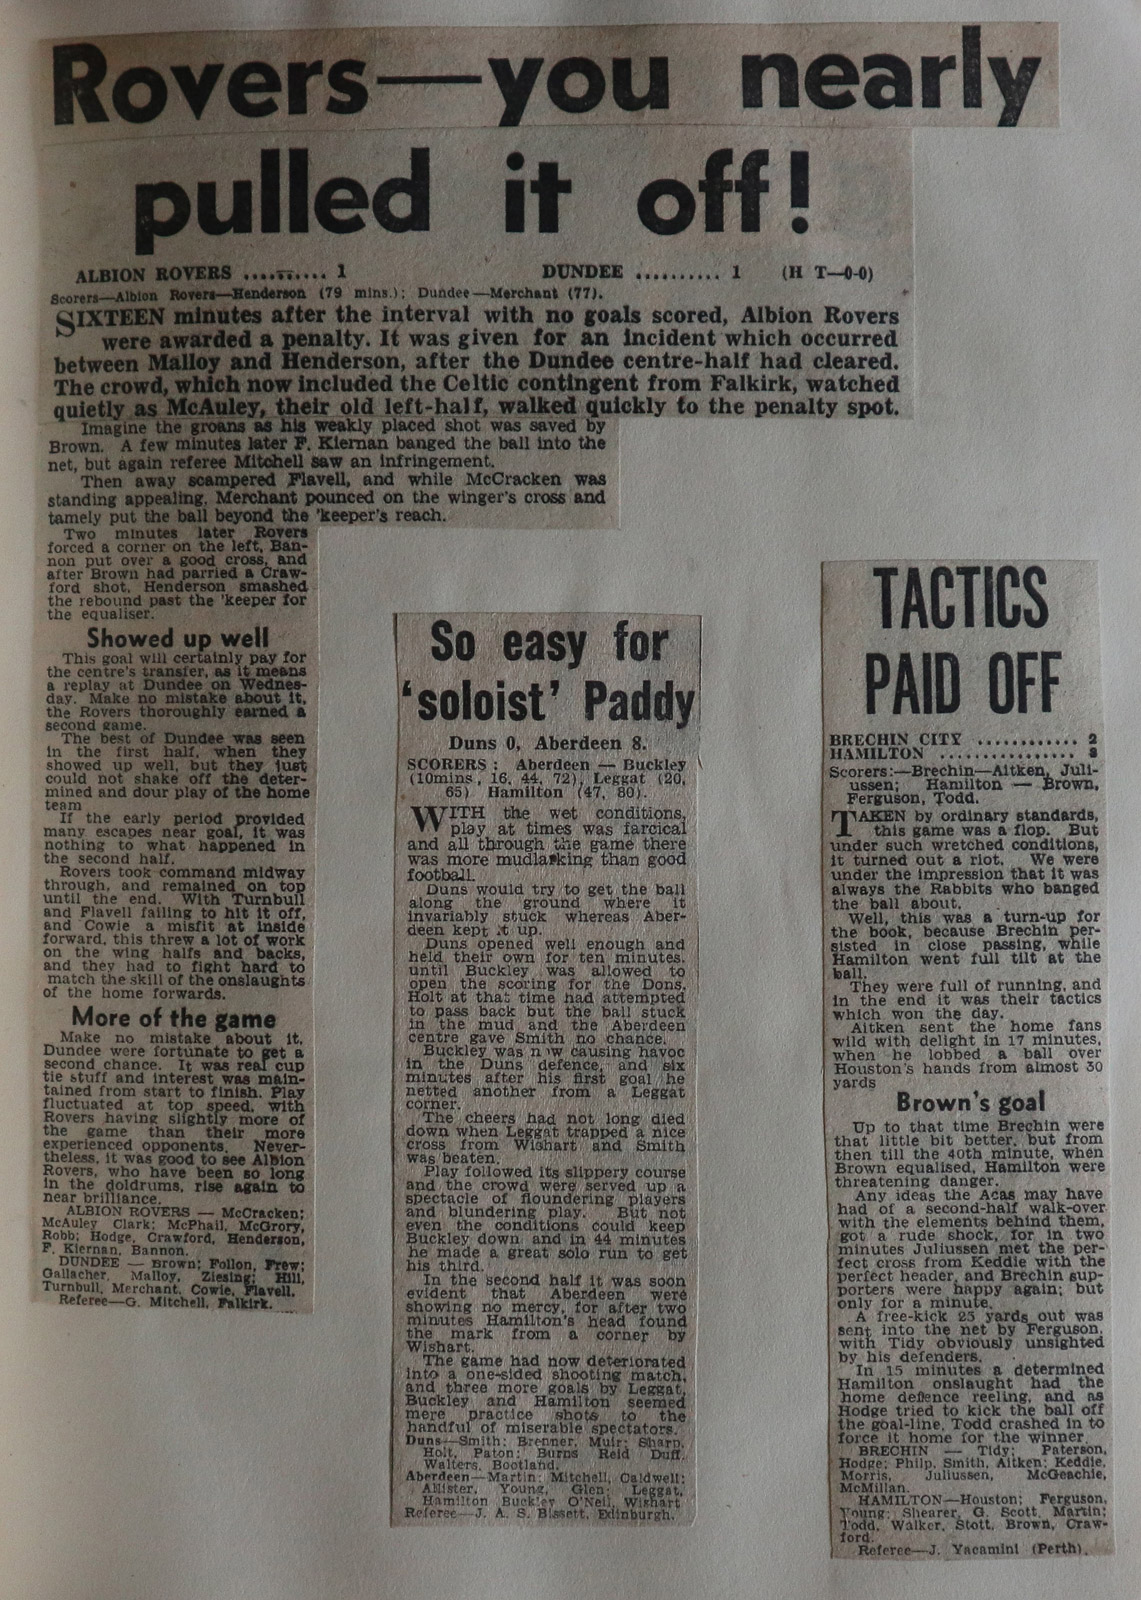 Rovers—you nearly
pulled it off!
ALBION ROVERS .......... 1 DUNDEE .......... 1 (H T—0-0)
Scorers—Albion Rovers—Henderson (79 mins.); Dundee—Merchant (77).
SIXTEEN minutes after the interval with no goals scored, Albion Rovers
were awarded a penalty. It was given for an incident which occurred
between Malloy and Henderson, after the Dundee centre-half had cleared.
The crowd, which now included the Celtic contingent from Falkirk, watched
quietly as McAuley, their old left-half, walked quickly to the penalty spot.
Imagine the groans as his weakly placed shot was saved by
Brown. A few minutes later F. Kiernan banged the ball into the
net, but again referee Mitchell saw an infringement.
Then away scampered Flavell, and while McCracken was
standing appealing, Merchant pounced on the winger's cross and
tamely put the ball beyond the 'keeper's reach.
Two minutes later Rovers
forced a corner on the left, Ban-
non put over a good cross, and
after Brown had parried a Craw-
ford shot, Henderson smashed
the rebound past the 'keeper for
the equaliser.
Showed up well
This goal will certainly pay for
the centre's transfer, as it means
a replay at Dundee on Wednes-
day. Make no mistake about it,
the Rovers thoroughly earned a
second game.
The best of Dundee was seen
in the first half, when they
showed up well, but they just
could not shake off the deter-
mined and dour play of the home
team
If the early period provided
many escapes near goal, it was
nothing to what happened in
the second half.
Rovers took command midway
through, and remained on top
until the end. With Turnbull
and Flavell failing to hit it off,
and Cowie a misfit at inside
forward, this threw a lot of work
on the wing halfs and backs,
and they had to fight hard to
match the skill of the onslaughts
of the home forwards.
More of the game
Make no mistake about it,
Dundee were fortunate to get a
second chance. It was real cup
tie stuff and interest was main-
tained from start to finish. Play
fluctuated at top speed, with
Rovers having slightly more of
the game than their more
experienced opponents. Never-
theless, it was good to see Albion
Rovers, who have been so long
in the doldrums, rise again to
near brilliance.
ALBION ROVERS — McCracken;
McAuley Clark; McPhail, McGrory,
Robb; Hodge, Crawford, Henderson,
F. Kiernan, Bannon.
DUNDEE — Brown; Follon, Frew;
Gallacher, Malloy, Ziesing; Hill,
Turnbull, Merchant, Cowie, Flavell.
Referee—G. Mitchell, Falkirk.
So easy for
'soloist' Paddy
Duns 0, Aberdeen 8.
SCORERS: Aberdeen — Buckley
(10mins, 16, 44, 72), Leggat (20,
65) Hamilton (47, 80).
WITH the wet conditions,
play at times was farcical
and all through the game there
was more mudlarking than good
football.
Duns would try to get the ball
along the ground where it
invariably stuck whereas Aber-
deen kept it up.
Duns opened well enough and
held their own for ten minutes,
until Buckley was allowed to
open the scoring for the Dons.
Holt at that time had attempted
to pass back but the ball stuck
in the mud and the Aberdeen
centre gave Smith no chance.
Buckley was now causing havoc
in the Duns defence, and six
minutes after his first goal he
netted another from a Leggat
corner.
The cheers had not long died
down when Leggat trapped a nice
cross from Wishart and Smith
was beaten.
Play followed its slippery course
and the crowd were served up a
spectacle of floundering players
and blundering play. But not
even the conditions could keep
Buckley down and in 44 minutes
he made a great solo run to get
his third.
In the second half it was soon
evident that Aberdeen were
showing no mercy, for after two
minutes Hamilton's head found
the mark from a corner by
Wishart.
The game had now deteriorated
into a one-sided shooting match,
and three more goals by Leggat,
Buckley and Hamilton seemed
mere practice shots to the
handful of miserable spectators.
Duns—Smith; Brenner, Muir; Sharp,
Holt, Paton; Burns Reid Duff,
Walters, Bootland.
Aberdeen—Martin; Mitchell, Caldwell;
Allister, Young, Glen; Leggat,
Hamilton Buckley O'Neil, Wishart
Referee—J. A. S. Bissett, Edinburgh.
TACTICS
PAID OFF
BRECHIN CITY ............ 2
HAMILTON ................ 3
Scorers:—Brechin—Aitken, Juli-
ussen; Hamilton — Brown,
Ferguson, Todd.
TAKEN by ordinary standards,
this game was a flop. But
under such wretched conditions,
it turned out a riot. We were
under the impression that it was
always the Rabbits who banged
the ball about.
Well, this was a turn-up for
the book, because Brechin per-
sisted in close passing, while
Hamilton went full tilt at the
ball.
They were full of running, and
in the end it was their tactics
which won the day.
Aitken sent the home fans
wild with delight in 17 minutes,
when he lobbed a ball over
Houston's hands from almost 30
yards
Brown's goal
Up to that time Brechin were
that little bit better, but from
then till the 40th minute, when
Brown equalised, Hamilton were
threatening danger.
Any ideas the Acas may have
had of a second-half walk-over
with the elements behind them,
got a rude shock, for in two
minutes Juliussen met the per-
fect cross from Keddie with the
perfect header, and Brechin sup-
porters were happy again; but
only for a minute.
A free-kick 25 yards out was
sent into the net by Ferguson,
with Tidy obviously unsighted
by his defenders.
In 15 minutes a determined
Hamilton onslaught had the
home defence reeling, and as
Hodge tried to kick the ball off
the goal-line, Todd crashed in to
force it home for the winner.
BRECHIN — Tidy; Paterson,
Hodge; Philp, Smith, Aitken; Keddie,
Morris, Juliussen, McGeachie,
McMillan.
HAMILTON—Houston; Ferguson,
Young; Shearer, G. Scott, Martin;
Todd, Walker, Stott, Brown, Craw-
ford.
Referee—J. Yacamini (Perth).